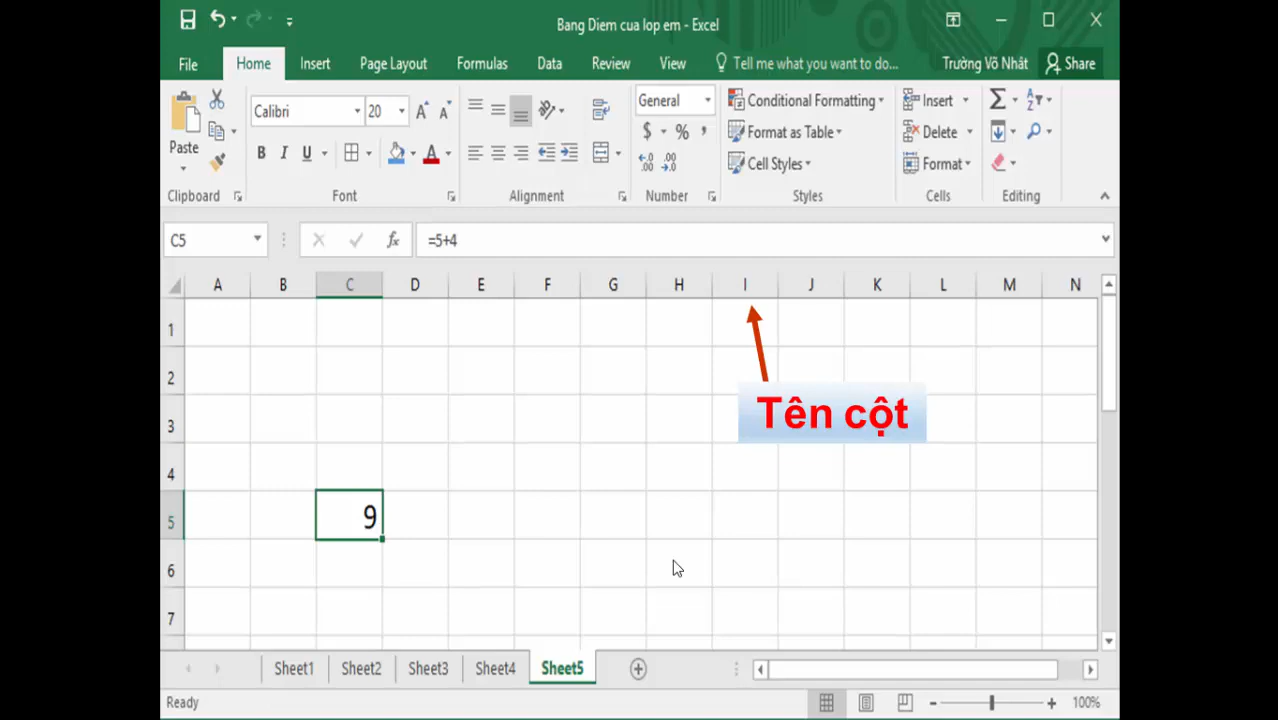 Bang Diem cua lop em - Excel
File Home Insert Page Layout Formulas Data Review View Tell me what you want to do... Trường Võ Nhât Share
Calibri 20 General Conditional Formatting Insert Σ
Paste B I U A $ % , Format as Table Delete
Cell Styles Format
Clipboard Font Alignment Number Styles Cells Editing
C5 fx =5+4
A B C D E F G H I J K L M N
1
2
Tên cột
3
4
5 9
6
7
Sheet1 Sheet2 Sheet3 Sheet4 Sheet5
Ready 100%